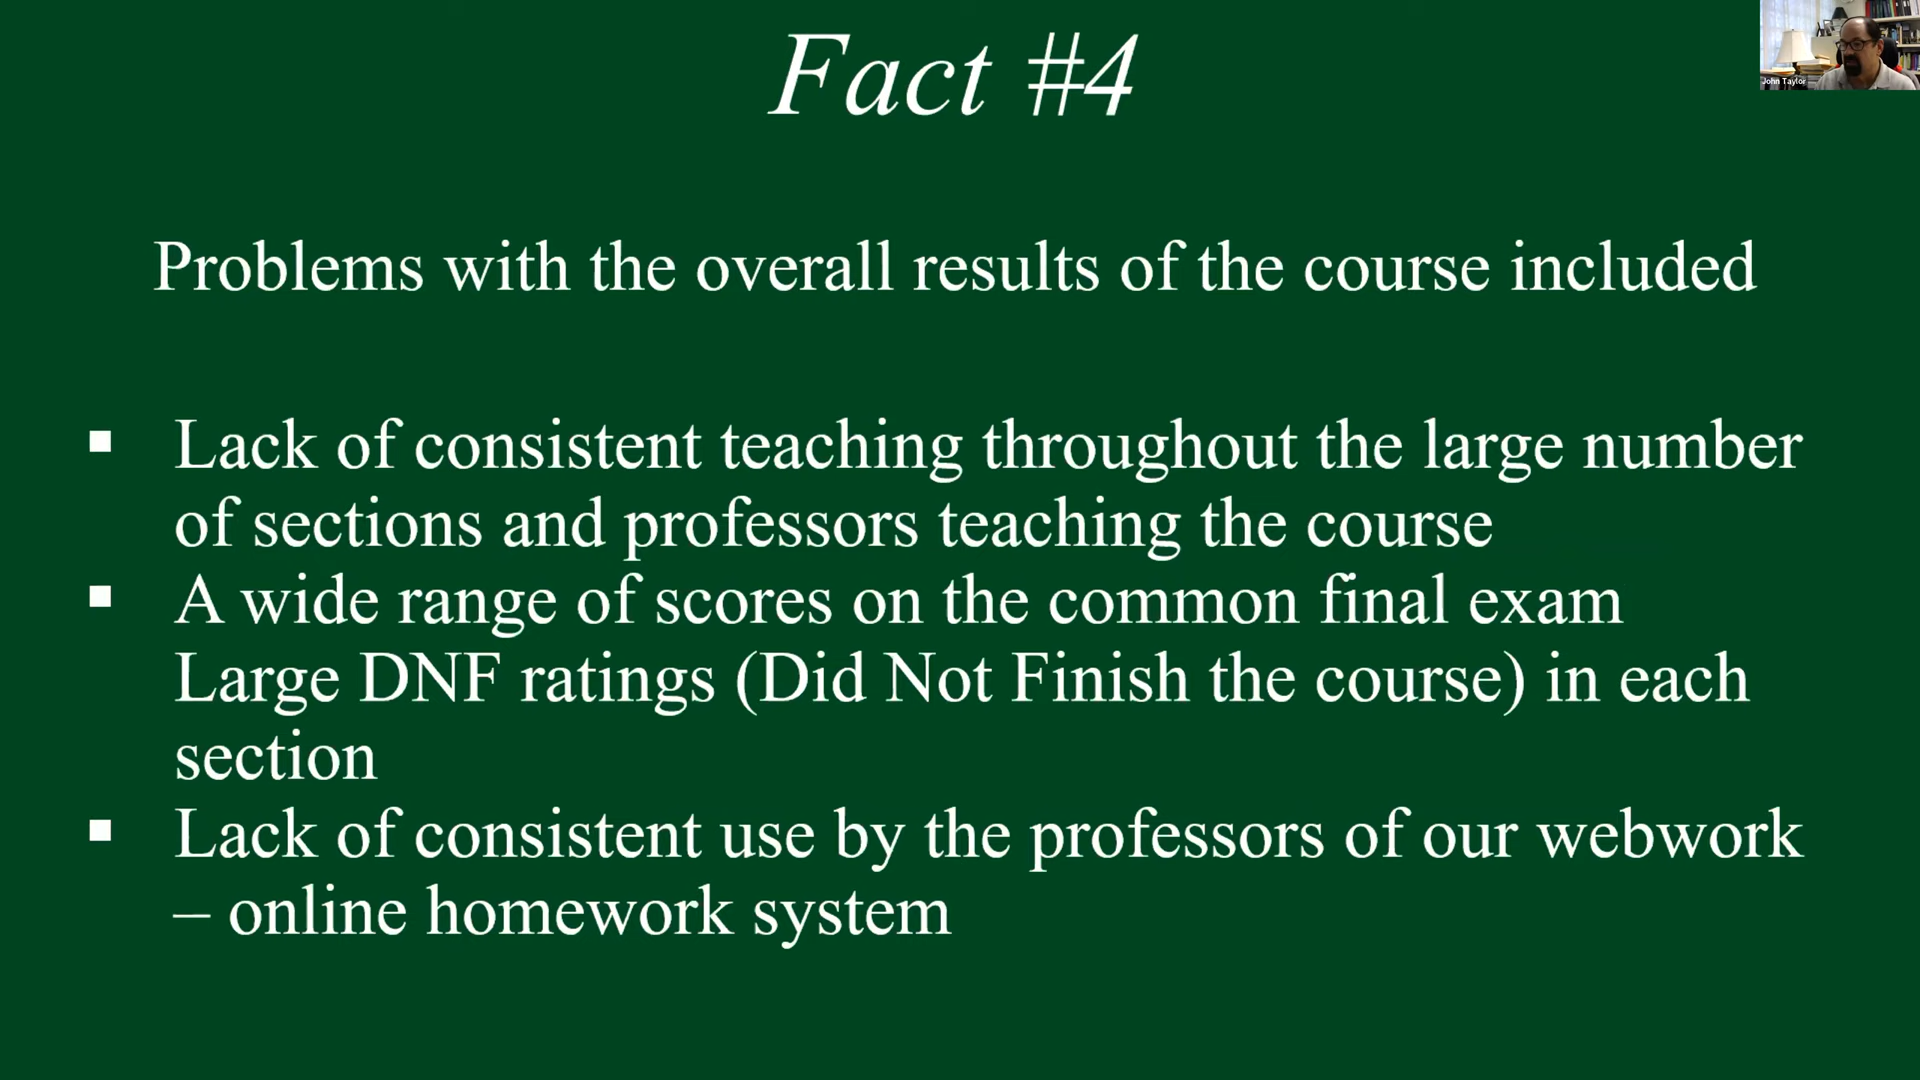 Fact #4
John Taylor
Problems with the overall results of the course included
▪ Lack of consistent teaching throughout the large number
of sections and professors teaching the course
▪ A wide range of scores on the common final exam
Large DNF ratings (Did Not Finish the course) in each
section
▪ Lack of consistent use by the professors of our webwork
– online homework system